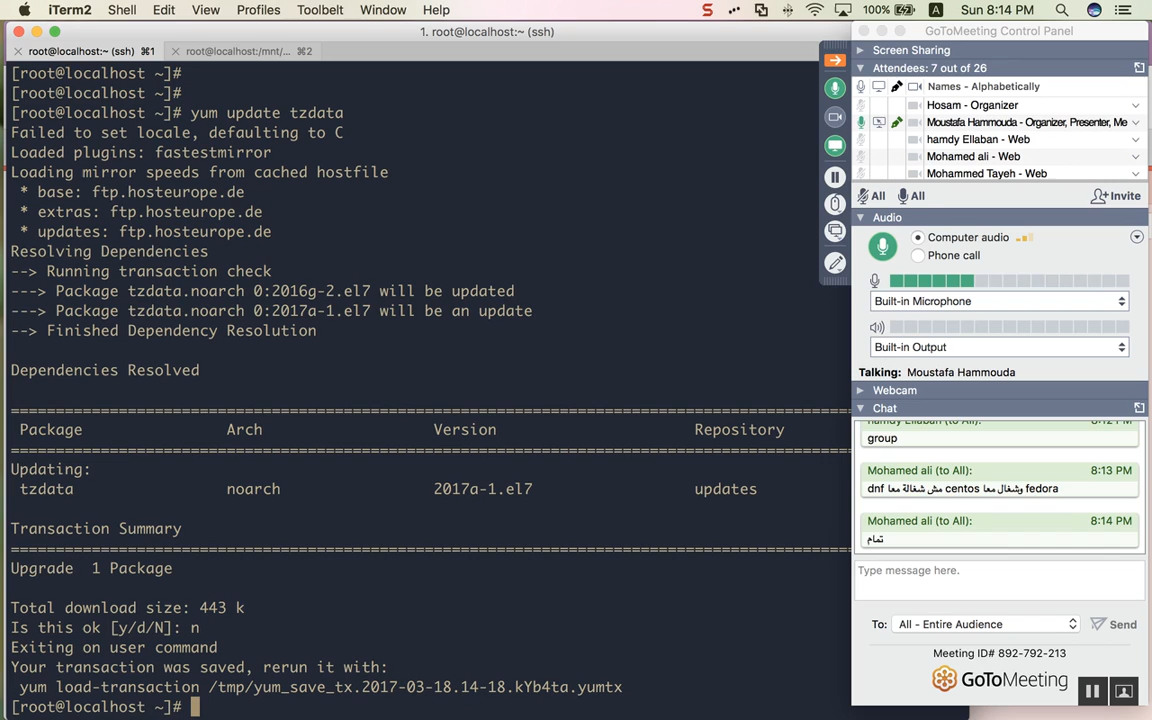 iTerm2 Shell Edit View Profiles Toolbelt Window Help
100% A Sun 8:14 PM
1. root@localhost:~ (ssh)
root@localhost:~ (ssh) ⌘1
root@localhost:/mnt/... ⌘2
[root@localhost ~]#
[root@localhost ~]#
[root@localhost ~]# yum update tzdata
Failed to set locale, defaulting to C
Loaded plugins: fastestmirror
Loading mirror speeds from cached hostfile
* base: ftp.hosteurope.de
* extras: ftp.hosteurope.de
* updates: ftp.hosteurope.de
Resolving Dependencies
--> Running transaction check
---> Package tzdata.noarch 0:2016g-2.el7 will be updated
---> Package tzdata.noarch 0:2017a-1.el7 will be an update
--> Finished Dependency Resolution
Dependencies Resolved
Package Arch Version Repository
Updating:
tzdata noarch 2017a-1.el7 updates
Transaction Summary
Upgrade 1 Package
Total download size: 443 k
Is this ok [y/d/N]: n
Exiting on user command
Your transaction was saved, rerun it with:
yum load-transaction /tmp/yum_save_tx.2017-03-18.14-18.kYb4ta.yumtx
[root@localhost ~]#
GoToMeeting Control Panel
Screen Sharing
Attendees: 7 out of 26
Names - Alphabetically
Hosam - Organizer
Moustafa Hammouda - Organizer, Presenter, Me
hamdy Ellaban - Web
Mohamed ali - Web
Mohammed Tayeh - Web
All All Invite
Audio
Computer audio
Phone call
Built-in Microphone
Built-in Output
Talking: Moustafa Hammouda
Webcam
Chat
hamdy Ellaban (to All): 8:12 PM
group
Mohamed ali (to All): 8:13 PM
dnf مش شغالة معا centos وشغال معا fedora
Mohamed ali (to All): 8:14 PM
تمام
Type message here.
To: All - Entire Audience Send
Meeting ID# 892-792-213
GoToMeeting